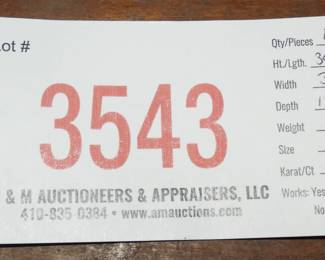 Lot #
3543
& M AUCTIONEERS & APPRAISERS, LLC
410-835-0384 • www.amauctions.com
Qty/Pieces
Ht./Lgth.
Width
Depth
Weight
Size
Karat/Ct
Works: Yes
No